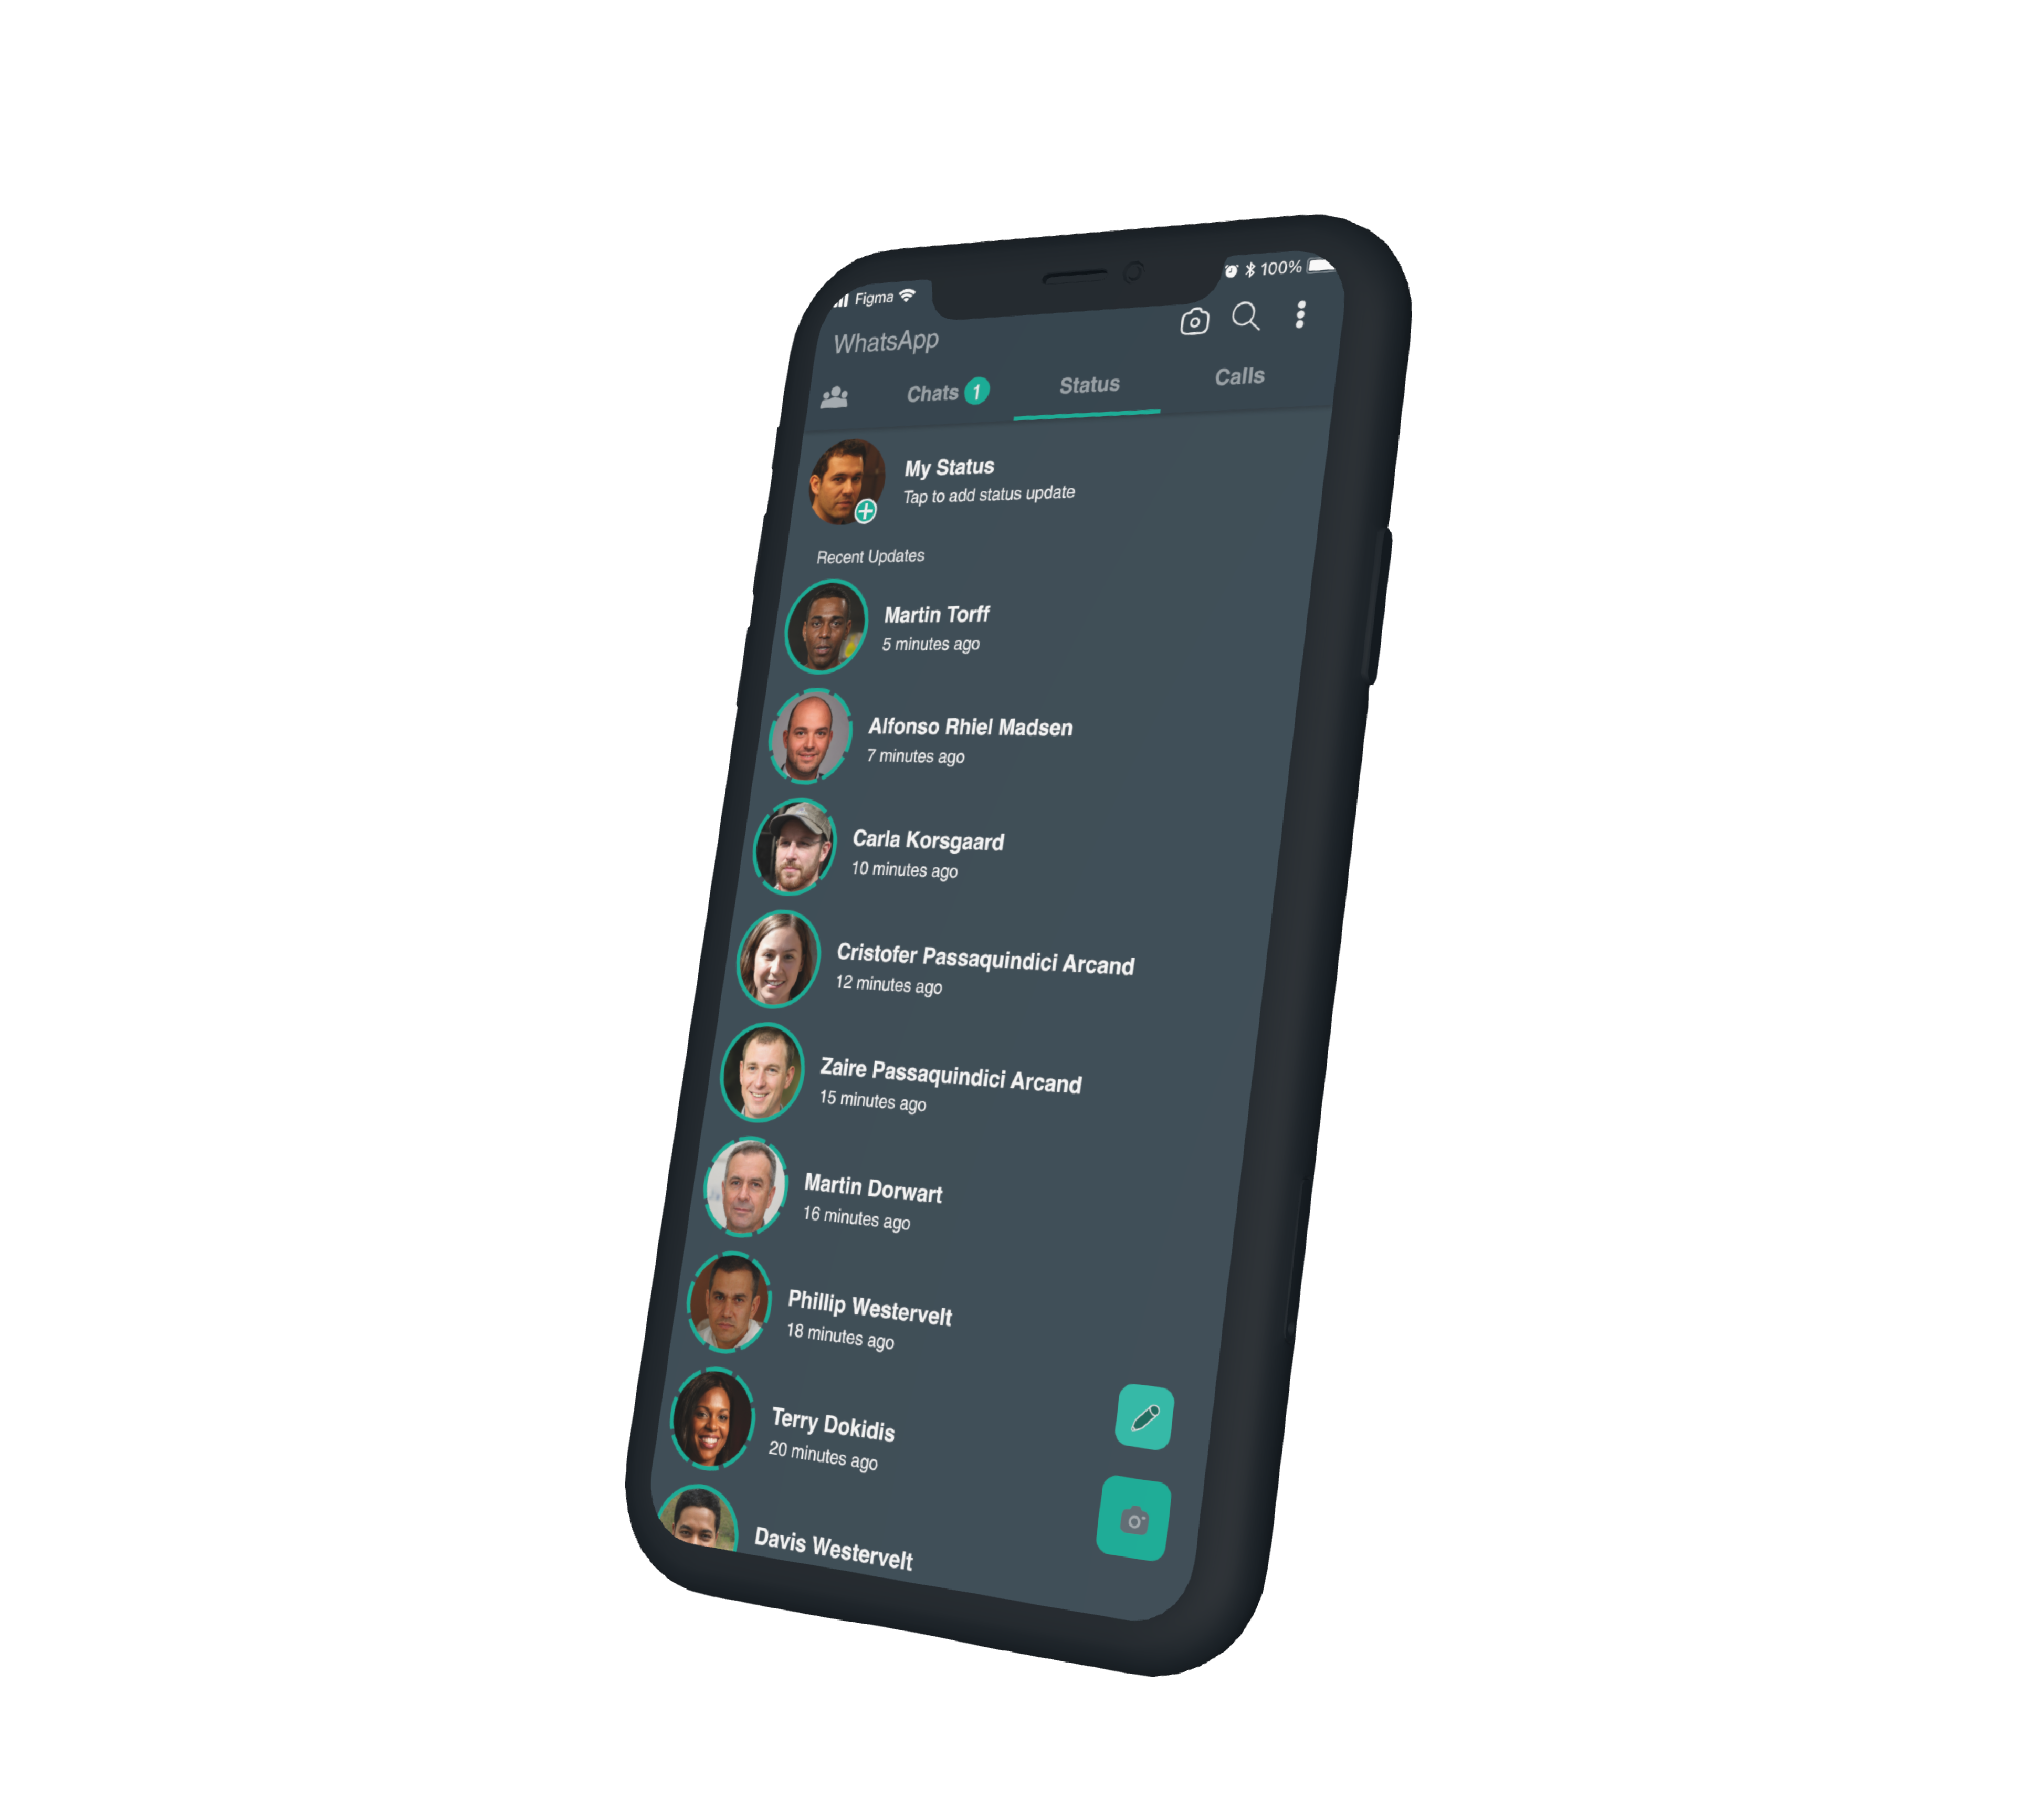 Figma
100%
WhatsApp
Chats 1
Status
Calls
My Status
Tap to add status update
Recent Updates
Martin Torff
5 minutes ago
Alfonso Rhiel Madsen
7 minutes ago
Carla Korsgaard
10 minutes ago
Cristofer Passaquindici Arcand
12 minutes ago
Zaire Passaquindici Arcand
15 minutes ago
Martin Dorwart
16 minutes ago
Phillip Westervelt
18 minutes ago
Terry Dokidis
20 minutes ago
Davis Westervelt